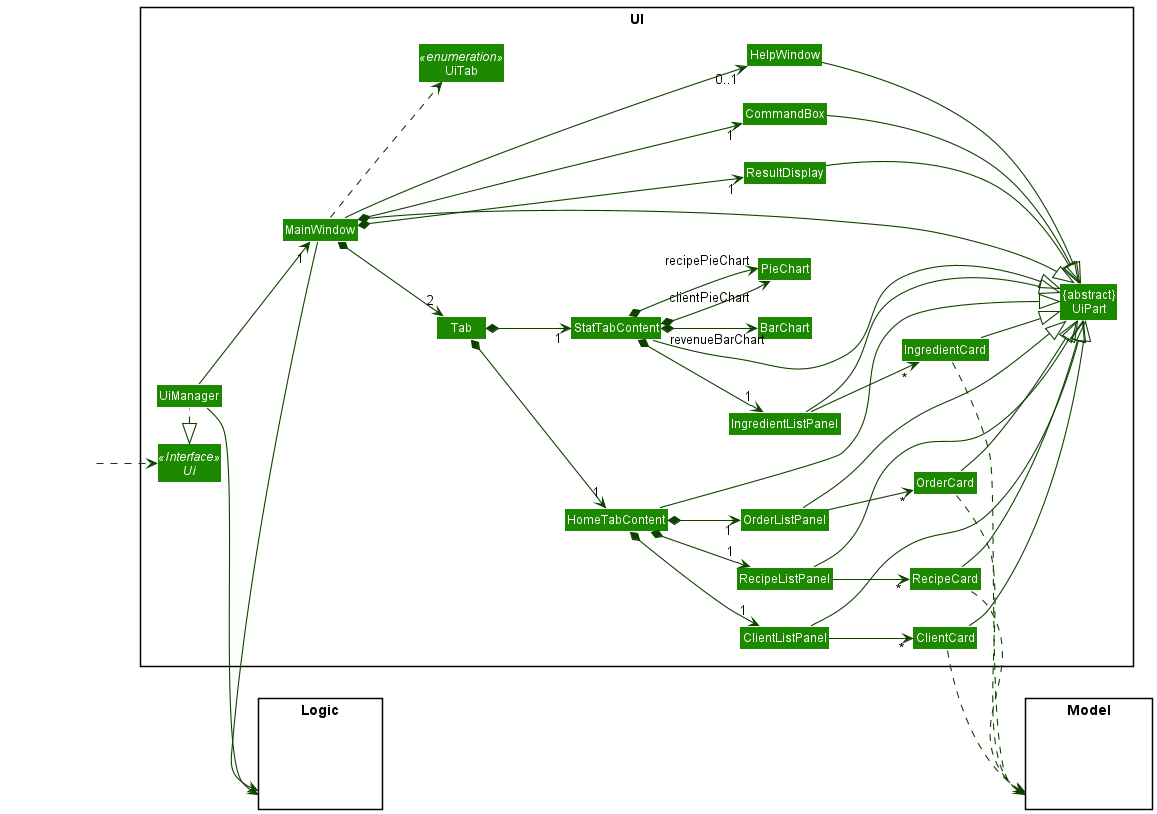 UI
«enumeration»
UiTab
HelpWindow
0..1
CommandBox
1
ResultDisplay
1
MainWindow
1
recipePieChart
PieChart
clientPieChart
{abstract}
UiPart
2
Tab
1
StatTabContent
BarChart
revenueBarChart
IngredientCard
*
UiManager
1
IngredientListPanel
«Interface»
Ui
OrderCard
*
1
HomeTabContent
1
OrderListPanel
1
RecipeListPanel
*
RecipeCard
1
ClientListPanel
*
ClientCard
Logic
Model